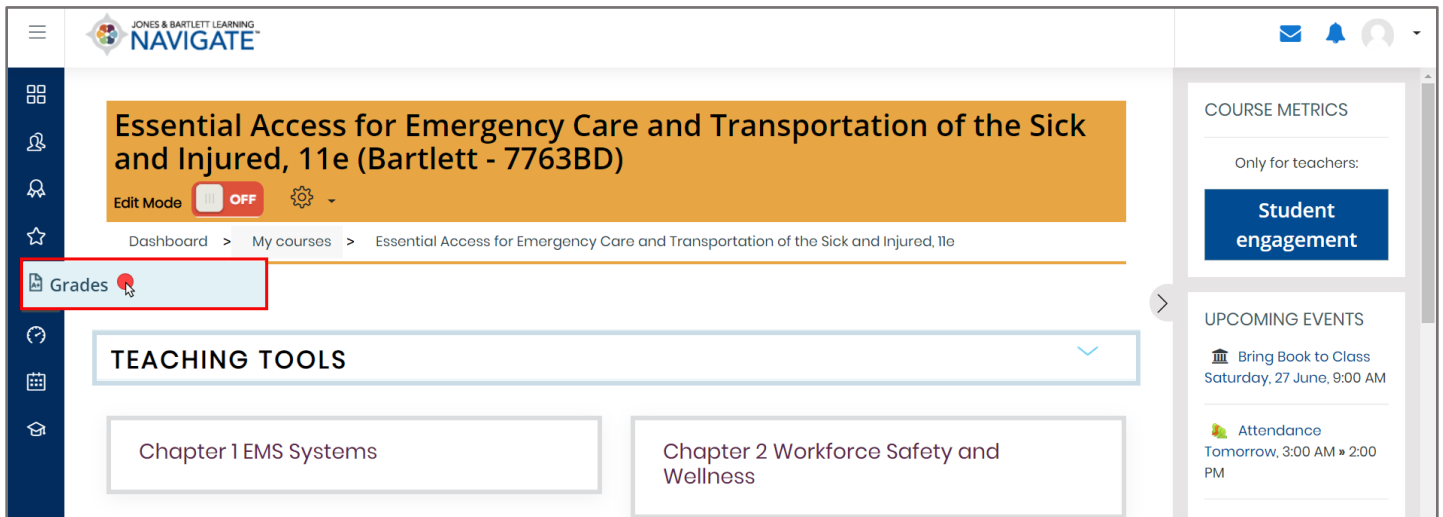 JONES & BARTLETT LEARNING
NAVIGATE™
Essential Access for Emergency Care and Transportation of the Sick
and Injured, 11e (Bartlett - 7763BD)
Edit Mode OFF
Dashboard > My courses > Essential Access for Emergency Care and Transportation of the Sick and Injured, 11e
A+ Grades
TEACHING TOOLS
Chapter 1 EMS Systems
Chapter 2 Workforce Safety and
Wellness
COURSE METRICS
Only for teachers:
Student
engagement
UPCOMING EVENTS
Bring Book to Class
Saturday, 27 June, 9:00 AM
Attendance
Tomorrow, 3:00 AM » 2:00
PM